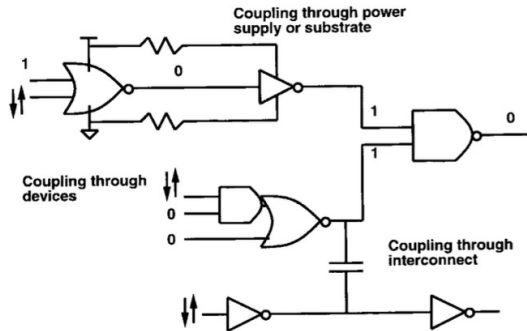 Coupling through power
supply or substrate
1
0
1
0
1
Coupling through
devices
0
0
Coupling through
interconnect